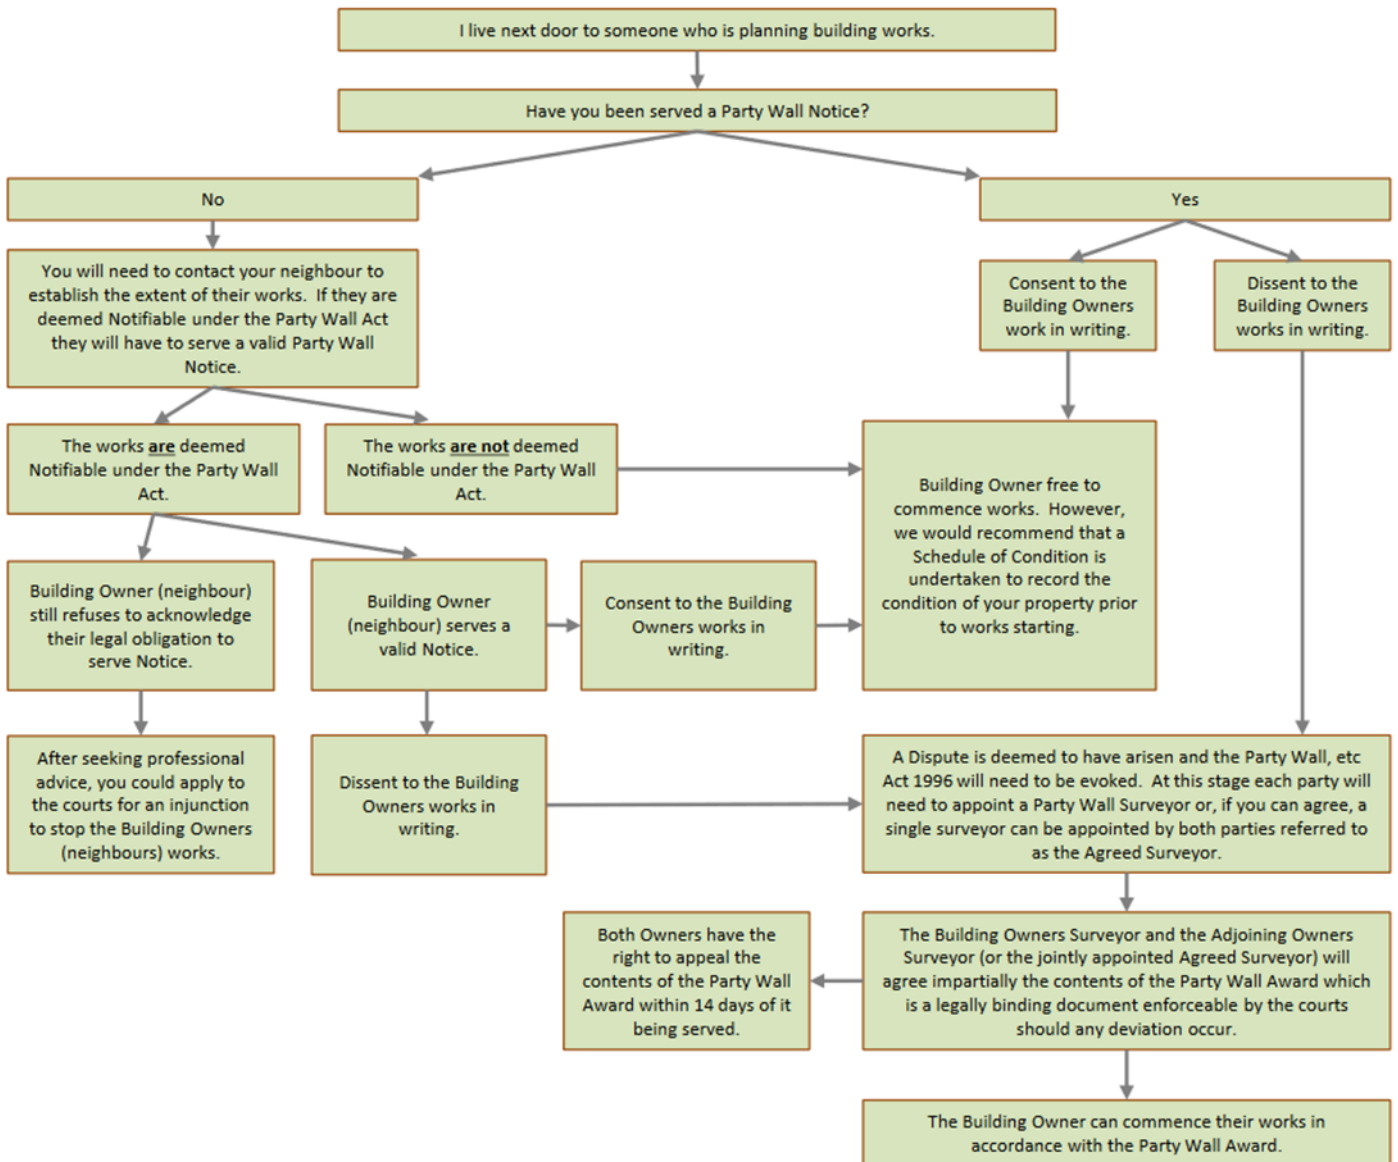 I live next door to someone who is planning building works.
Have you been served a Party Wall Notice?
No
Yes
You will need to contact your neighbour to
establish the extent of their works.  If they are
deemed Notifiable under the Party Wall Act
they will have to serve a valid Party Wall
Notice.
Consent to the
Building Owners
work in writing.
Dissent to the
Building Owners
works in writing.
The works are deemed
Notifiable under the Party Wall
Act.
The works are not deemed
Notifiable under the Party Wall
Act.
Building Owner free to
commence works.  However,
we would recommend that a
Schedule of Condition is
undertaken to record the
condition of your property prior
to works starting.
Building Owner (neighbour)
still refuses to acknowledge
their legal obligation to
serve Notice.
Building Owner
(neighbour) serves a
valid Notice.
Consent to the Building
Owners works in
writing.
After seeking professional
advice, you could apply to
the courts for an injunction
to stop the Building Owners
(neighbours) works.
Dissent to the Building
Owners works in
writing.
A Dispute is deemed to have arisen and the Party Wall, etc
Act 1996 will need to be evoked.  At this stage each party will
need to appoint a Party Wall Surveyor or, if you can agree, a
single surveyor can be appointed by both parties referred to
as the Agreed Surveyor.
Both Owners have the
right to appeal the
contents of the Party Wall
Award within 14 days of it
being served.
The Building Owners Surveyor and the Adjoining Owners
Surveyor (or the jointly appointed Agreed Surveyor) will
agree impartially the contents of the Party Wall Award which
is a legally binding document enforceable by the courts
should any deviation occur.
The Building Owner can commence their works in
accordance with the Party Wall Award.